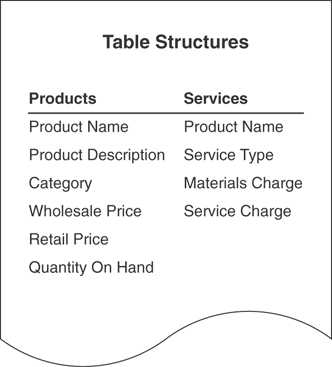 Table Structures
Products Services
Product Name Product Name
Product Description Service Type
Category Materials Charge
Wholesale Price Service Charge
Retail Price
Quantity On Hand